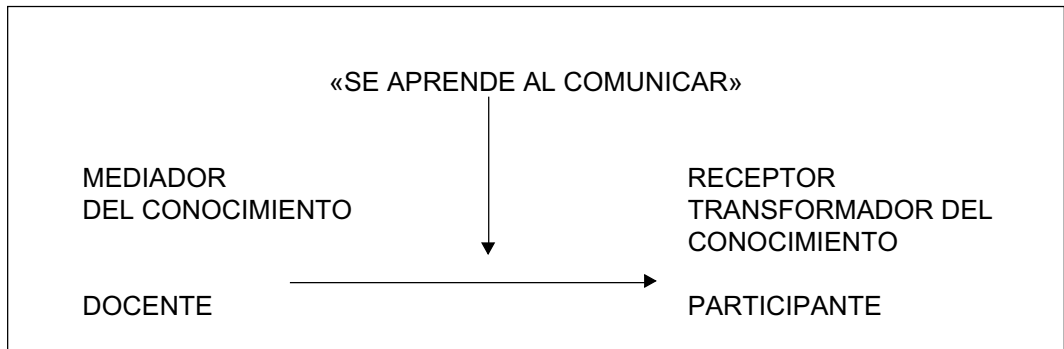 «SE APRENDE AL COMUNICAR»
MEDIADOR
DEL CONOCIMIENTO
RECEPTOR
TRANSFORMADOR DEL
CONOCIMIENTO
DOCENTE
PARTICIPANTE